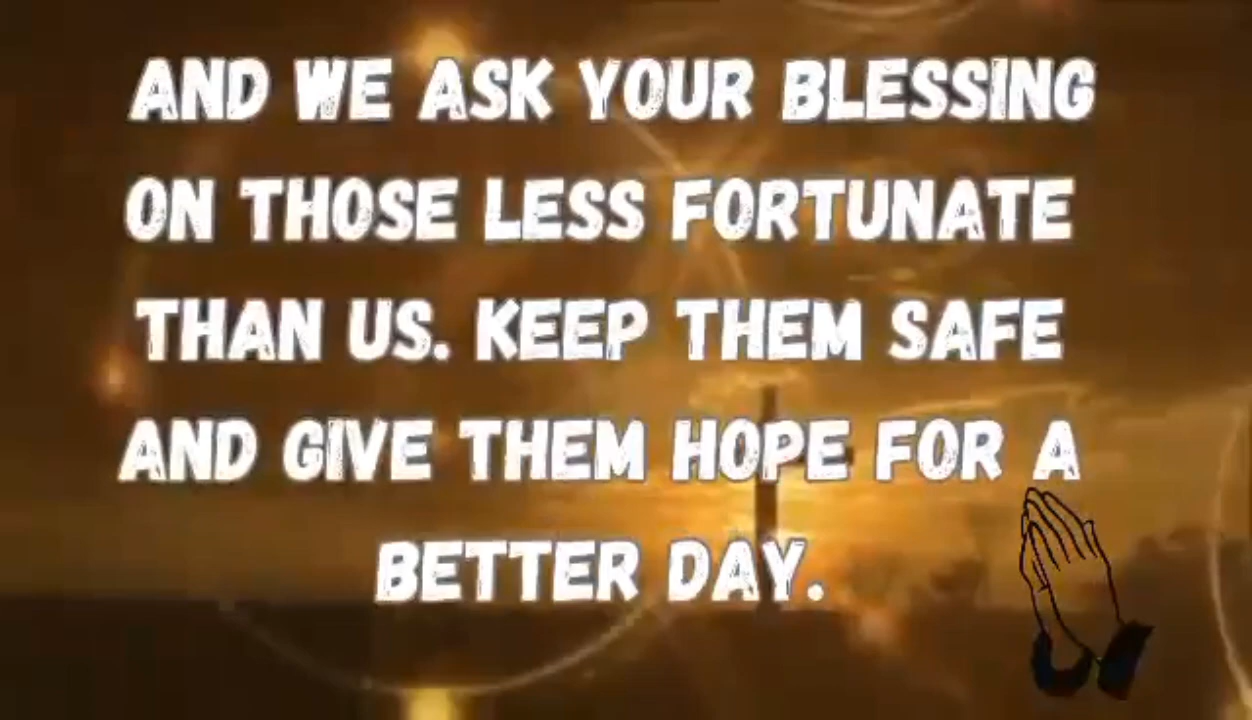 AND WE ASK YOUR BLESSING
ON THOSE LESS FORTUNATE
THAN US. KEEP THEM SAFE
AND GIVE THEM HOPE FOR A
BETTER DAY.